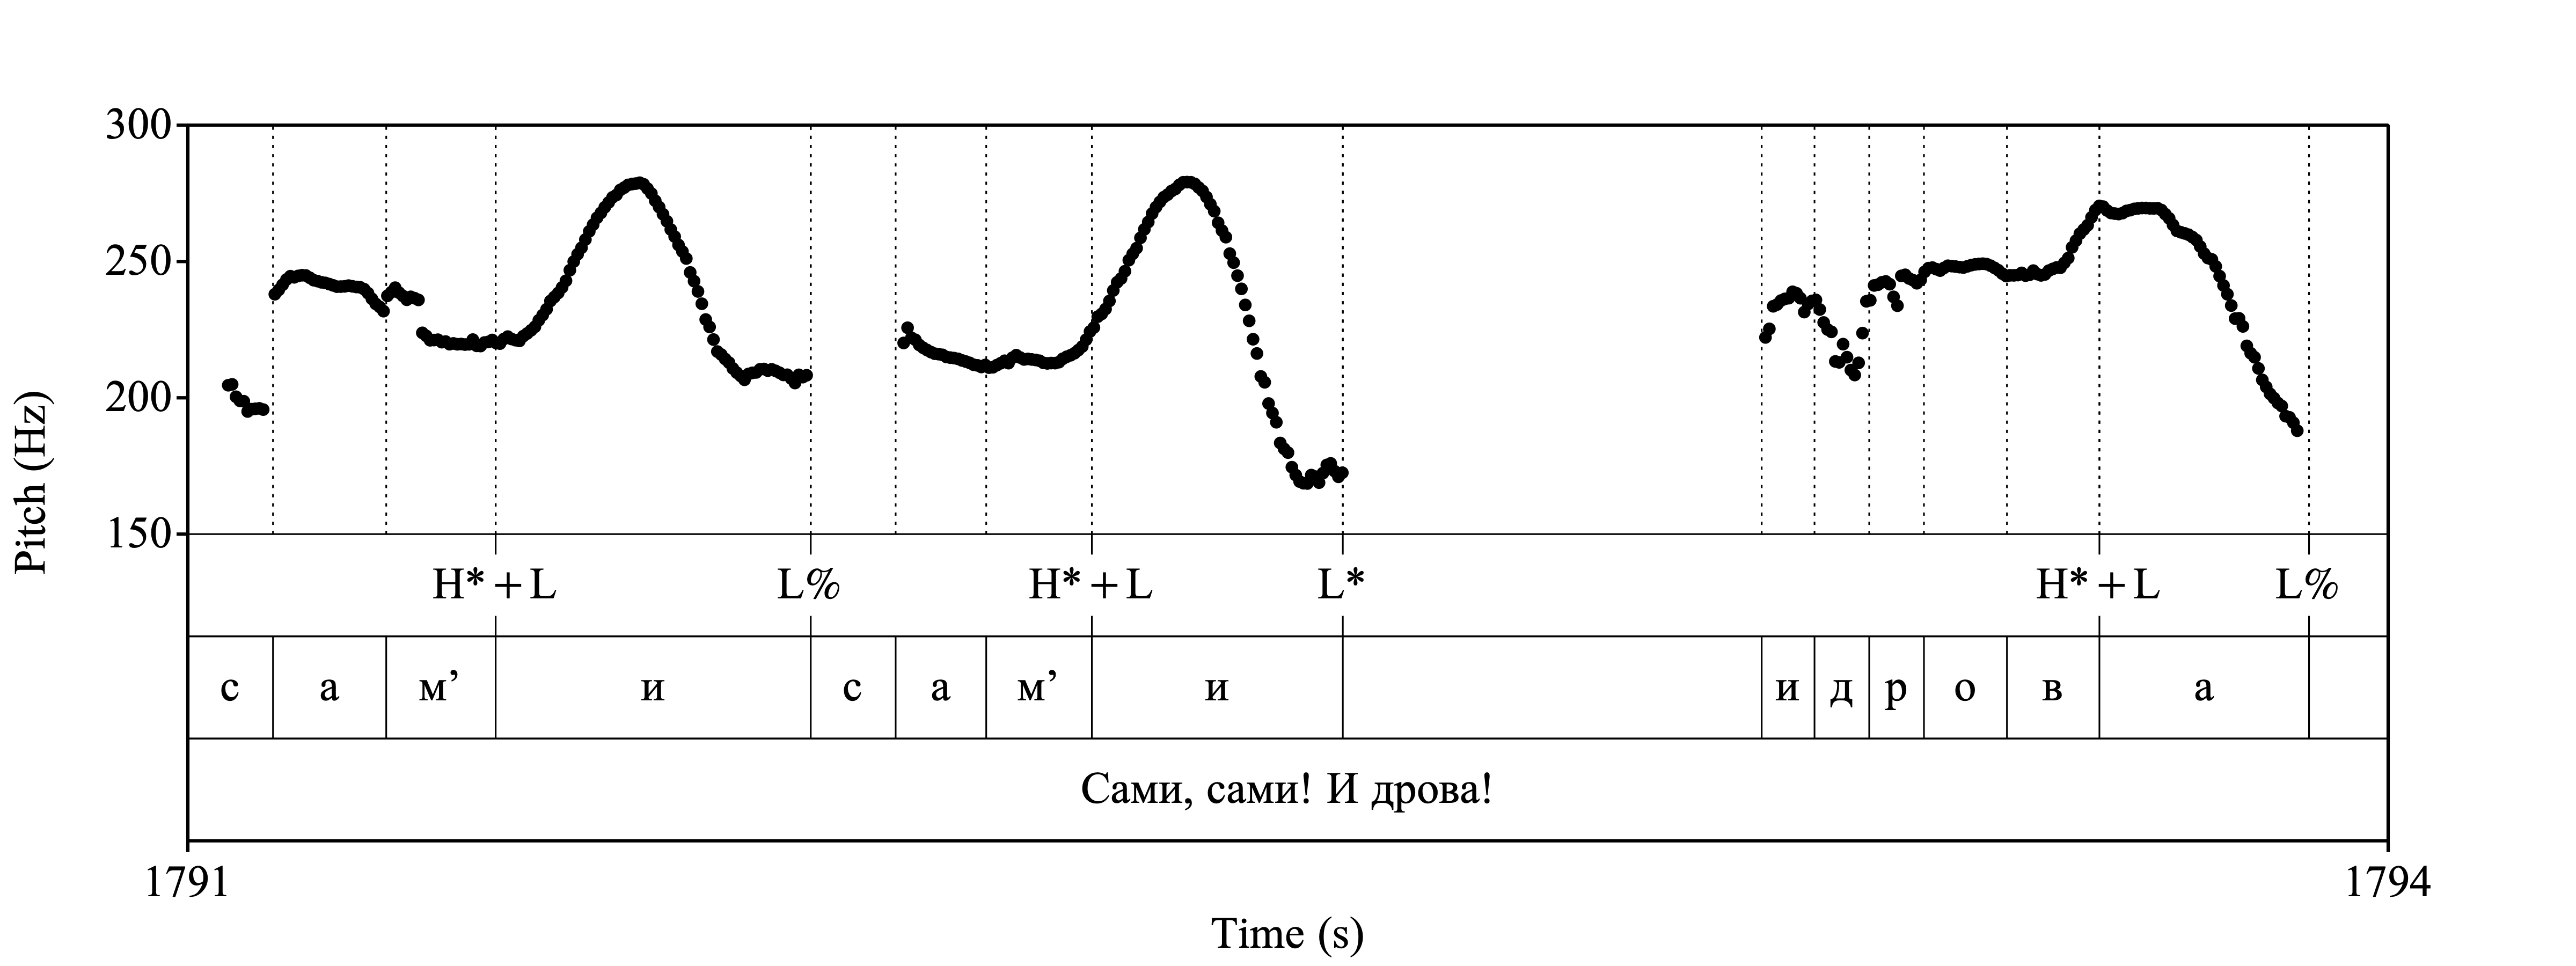 300
250
200
150
Pitch (Hz)
H* + L L% H* + L L* H* + L L%
с а м’ и с а м’ и и д р о в а
Сами, сами! И дрова!
1791 1794
Time (s)